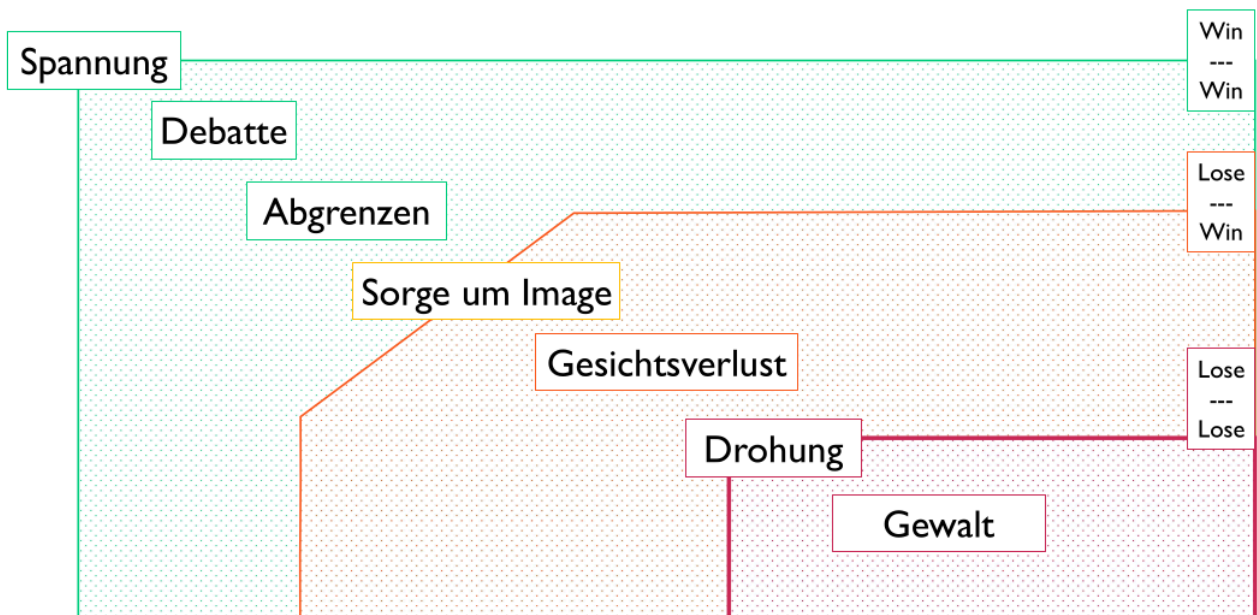 Spannung
Debatte
Abgrenzen
Sorge um Image
Gesichtsverlust
Drohung
Gewalt
Win
---
Win
Lose
---
Win
Lose
---
Lose